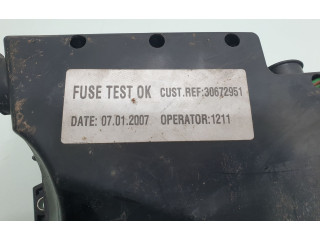 FUSE TEST OK CUST.REF:30672951
DATE: 07.01.2007 OPERATOR:1211